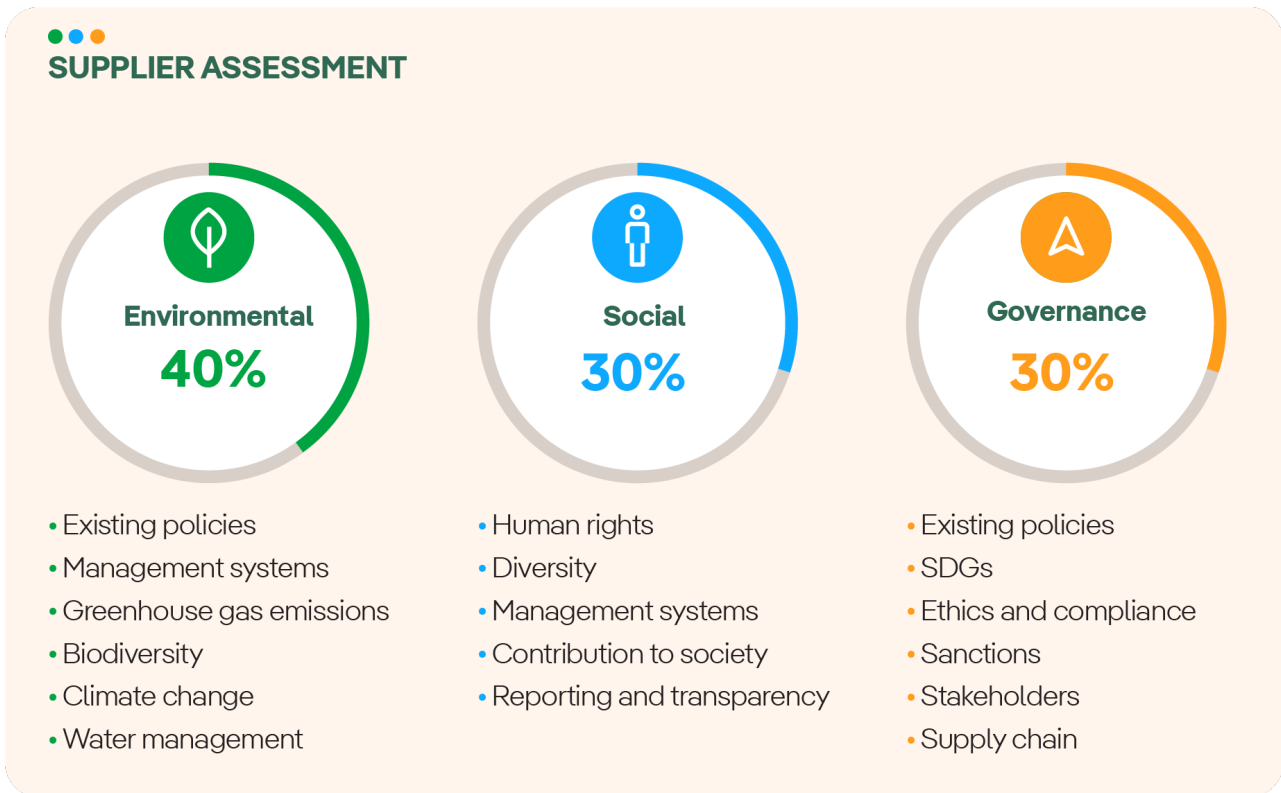 SUPPLIER ASSESSMENT
Environmental
40%
• Existing policies
• Management systems
• Greenhouse gas emissions
• Biodiversity
• Climate change
• Water management
Social
30%
• Human rights
• Diversity
• Management systems
• Contribution to society
• Reporting and transparency
Governance
30%
• Existing policies
• SDGs
• Ethics and compliance
• Sanctions
• Stakeholders
• Supply chain